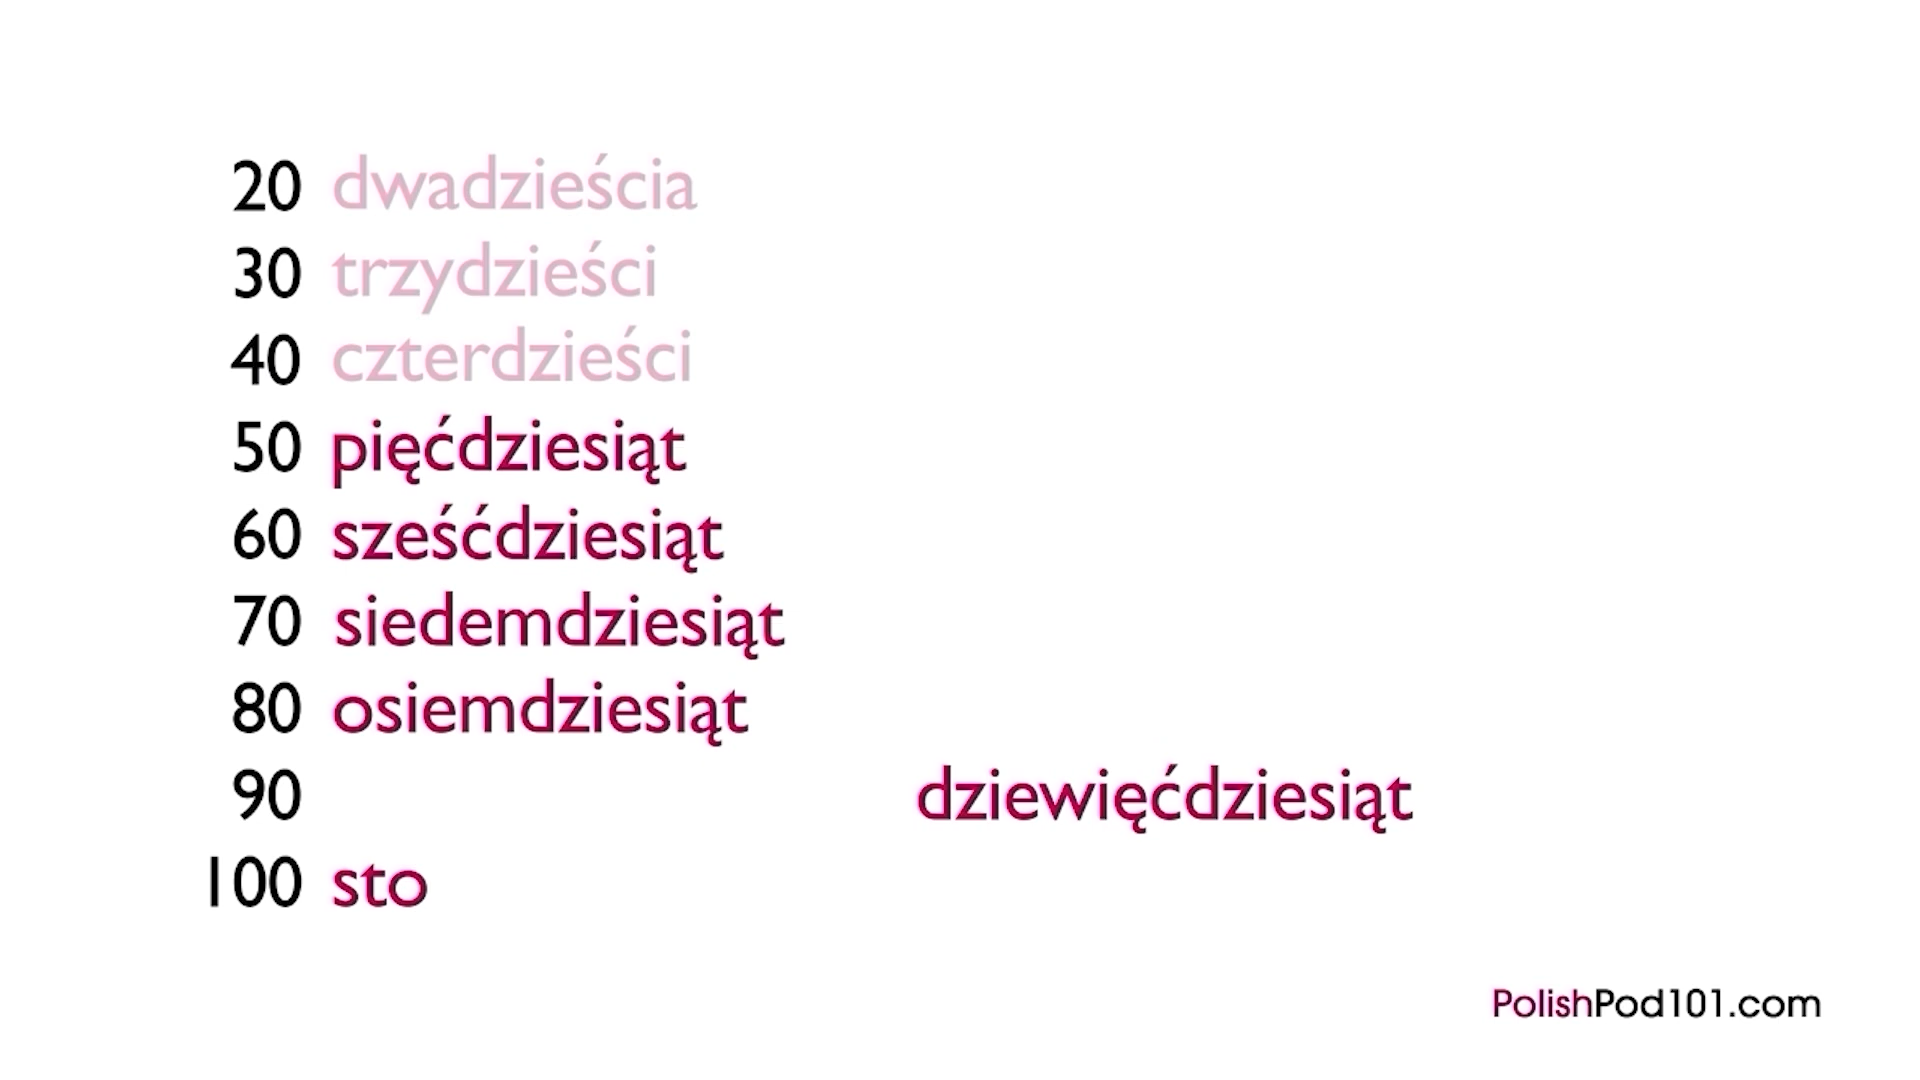 20 dwadzieścia
30 trzydzieści
40 czterdzieści
50 pięćdziesiąt
60 sześćdziesiąt
70 siedemdziesiąt
80 osiemdziesiąt
90 dziewięćdziesiąt
100 sto
PolishPod101.com